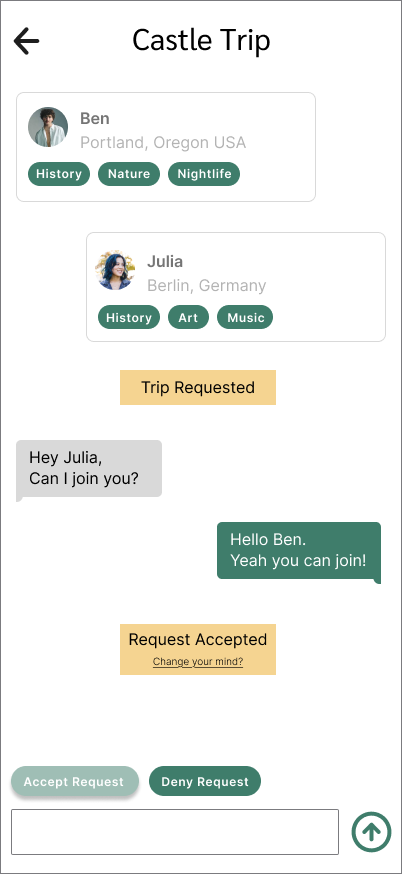 Castle Trip
Ben
Portland, Oregon USA
History Nature Nightlife
Julia
Berlin, Germany
History Art Music
Trip Requested
Hey Julia,
Can I join you?
Hello Ben.
Yeah you can join!
Request Accepted
Change your mind?
Accept Request Deny Request